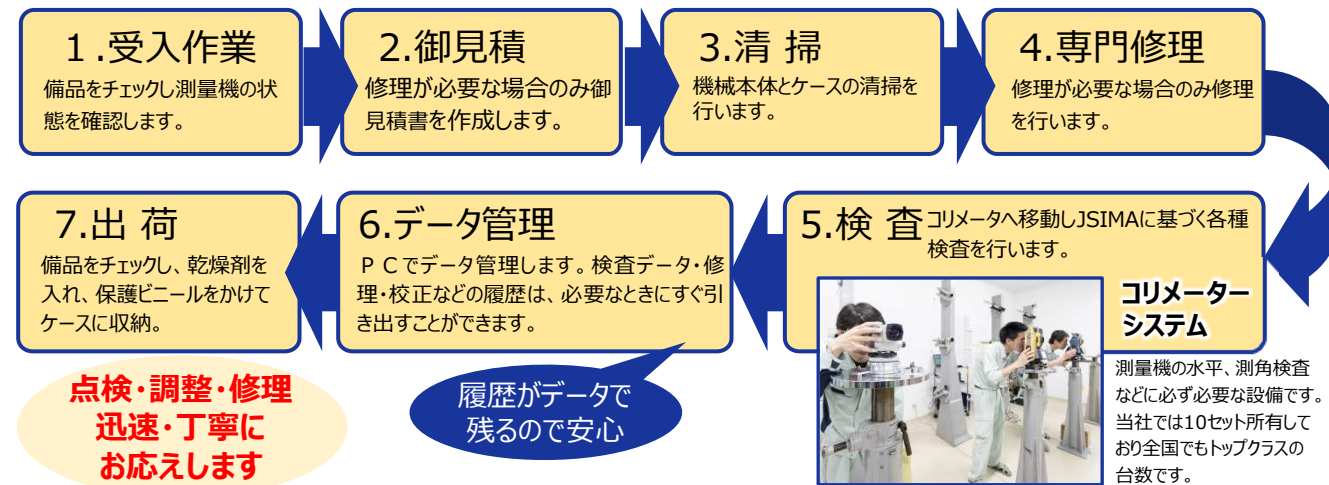 １.受入作業
備品をチェックし測量機の状
態を確認します。
2.御見積
修理が必要な場合のみ御
見積書を作成します。
3.清 掃
機械本体とケースの清掃を
行います。
4.専門修理
修理が必要な場合のみ修理
を行います。
5.検 査
コリメータへ移動しJSIMAに基づく各種
検査を行います。
コリメーター
システム
測量機の水平、測角検査
などに必ず必要な設備です。
当社では10セット所有して
おり全国でもトップクラスの
台数です。
6.データ管理
ＰＣでデータ管理します。検査データ・修
理・校正などの履歴は、必要なときにすぐ引
き出すことができます。
履歴がデータで
残るので安心
7.出 荷
備品をチェックし、乾燥剤を
入れ、保護ビニールをかけて
ケースに収納。
点検・調整・修理
迅速・丁寧に
お応えします